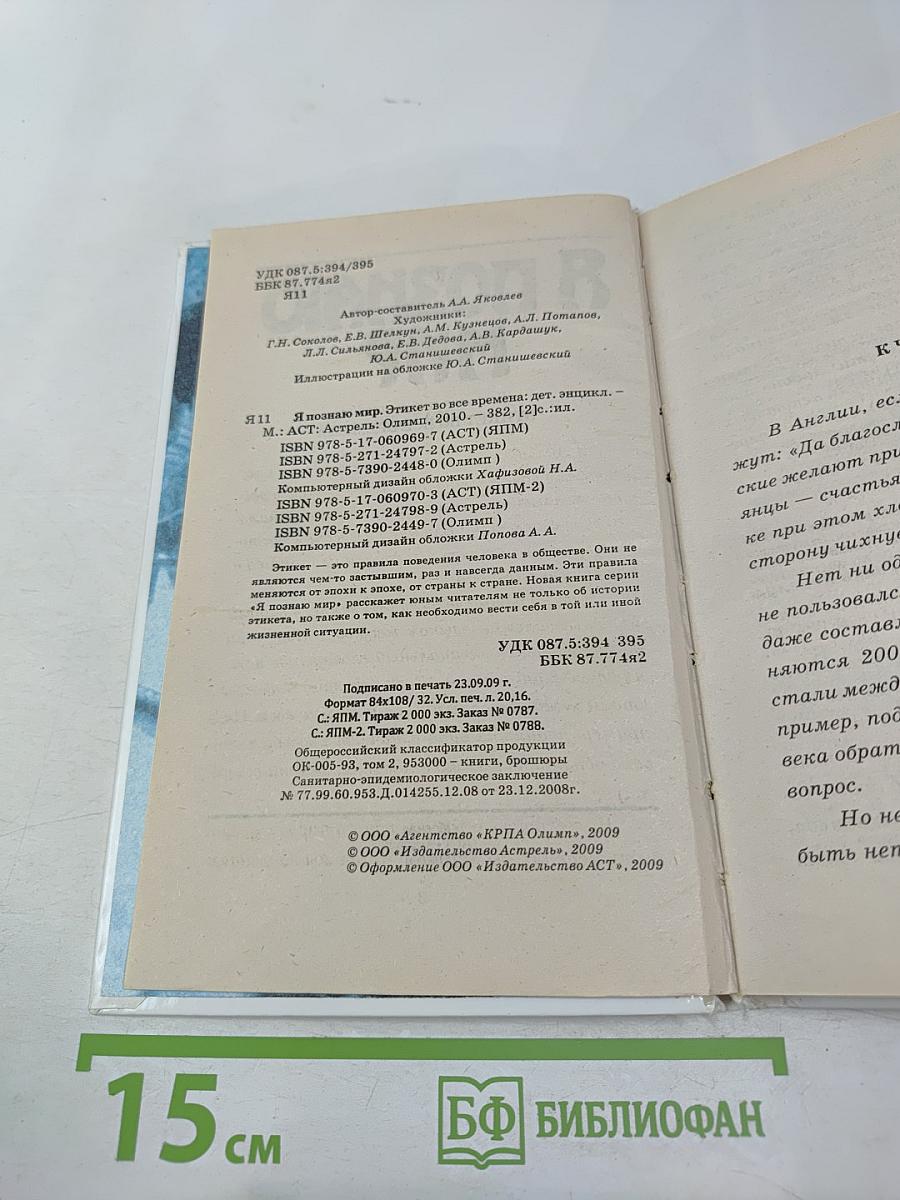 УДК 087.5:394/395
ББК 87.774я2
Я11
Автор-составитель А.А. Яковлев
Художники:
Г.Н. Соколов, Е.В. Шелкун, А.М. Кузнецов, А.Л. Потапов,
Л.Л. Сильянова, Е.В. Дедова, А.В. Кардашук,
Ю.А. Станишевский
Иллюстрации на обложке Ю.А. Станишевский
Я11 Я познаю мир. Этикет во все времена: дет. энцикл. –
М.: АСТ: Астрель: Олимп, 2010. – 382, [2]с.:ил.
ISBN 978-5-17-060969-7 (АСТ) (ЯПМ)
ISBN 978-5-271-24797-2 (Астрель)
ISBN 978-5-7390-2448-0 (Олимп )
Компьютерный дизайн обложки Хафизовой Н.А.
ISBN 978-5-17-060970-3 (АСТ) (ЯПМ-2)
ISBN 978-5-271-24798-9 (Астрель)
ISBN 978-5-7390-2449-7 (Олимп )
Компьютерный дизайн обложки Попова А.А.
Этикет — это правила поведения человека в обществе. Они не
являются чем-то застывшим, раз и навсегда данным. Эти правила
меняются от эпохи к эпохе, от страны к стране. Новая книга серии
«Я познаю мир» расскажет юным читателям не только об истории
этикета, но также о том, как необходимо вести себя в той или иной
жизненной ситуации.
УДК 087.5:394 395
ББК 87.774я2
Подписано в печать 23.09.09 г.
Формат 84х108/ 32. Усл. печ. л. 20,16.
С.: ЯПМ. Тираж 2 000 экз. Заказ № 0787.
С.: ЯПМ-2. Тираж 2 000 экз. Заказ № 0788.
Общероссийский классификатор продукции
ОК-005-93, том 2, 953000 – книги, брошюры
Санитарно-эпидемиологическое заключение
№ 77.99.60.953.Д.014255.12.08 от 23.12.2008г.
© ООО «Агентство «КРПА Олимп», 2009
© ООО «Издательство Астрель», 2009
© Оформление ООО «Издательство АСТ», 2009
К Ч
В Англии, есл
жут: «Да благосл
ские желают при
янцы — счастья
ке при этом хло
сторону чихнув
Нет ни од
не пользовалс
даже составл
няются 200
стали между
пример, под
века обрат
вопрос.
Но не
быть неп
15 см
БФ БИБЛИОФАН